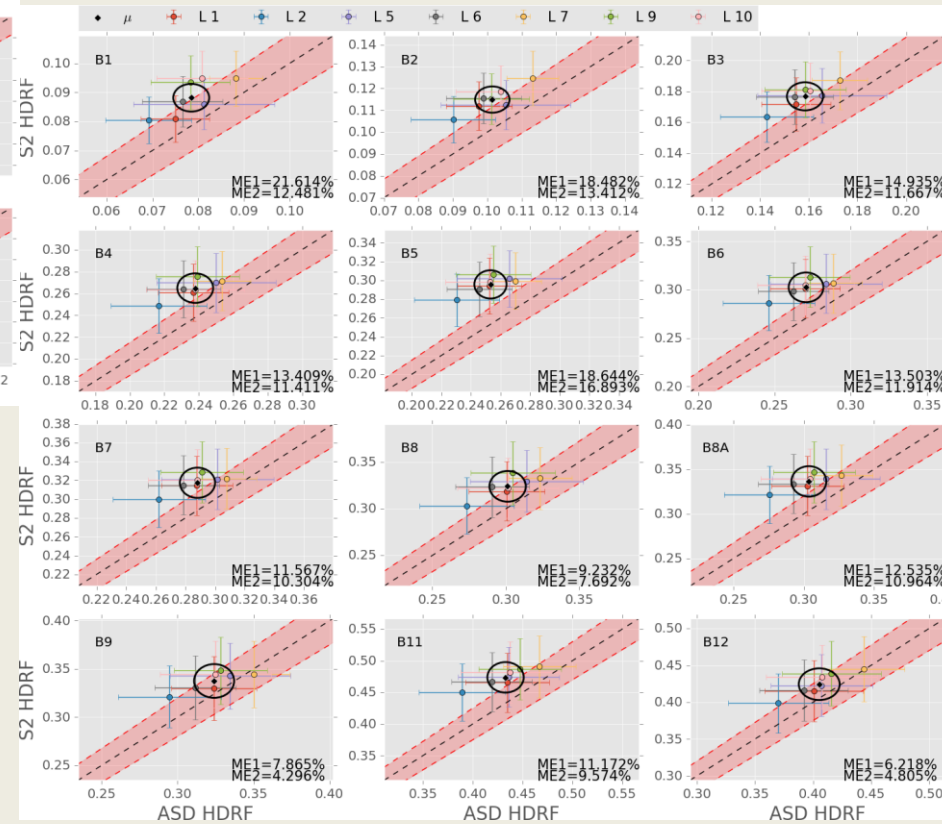 μ L 1 L 2 L 5 L 6 L 7 L 9 L 10
S2 HDRF
B1
0.10
0.09
0.08
0.07
0.06
ME1=21.614%
ME2=12.481%
0.06 0.07 0.08 0.09 0.10
B2
0.14
0.13
0.12
0.11
0.10
0.09
0.08
0.07
ME1=18.482%
ME2=13.412%
0.07 0.08 0.09 0.10 0.11 0.12 0.13 0.14
B3
0.20
0.18
0.16
0.14
0.12
ME1=14.935%
ME2=11.667%
0.12 0.14 0.16 0.18 0.20
2
S2 HDRF
B4
0.30
0.28
0.26
0.24
0.22
0.20
0.18
ME1=13.409%
ME2=11.411%
0.18 0.20 0.22 0.24 0.26 0.28 0.30
B5
0.34
0.32
0.30
0.28
0.26
0.24
0.22
0.20
ME1=18.644%
ME2=16.893%
0.20 0.22 0.24 0.26 0.28 0.30 0.32 0.34
B6
0.35
0.30
0.25
0.20
ME1=13.503%
ME2=11.914%
0.20 0.25 0.30 0.35
S2 HDRF
B7
0.38
0.36
0.34
0.32
0.30
0.28
0.26
0.24
0.22
ME1=11.567%
ME2=10.304%
0.22 0.24 0.26 0.28 0.30 0.32 0.34 0.36
B8
0.35
0.30
0.25
ME1=9.232%
ME2=7.692%
0.25 0.30 0.35
B8A
0.40
0.35
0.30
0.25
ME1=12.535%
ME2=10.964%
0.25 0.30 0.35
S2 HDRF
B9
0.40
0.35
0.30
0.25
ME1=7.865%
ME2=4.296%
0.25 0.30 0.35 0.40
ASD HDRF
B11
0.55
0.50
0.45
0.40
0.35
ME1=11.172%
ME2=9.574%
0.35 0.40 0.45 0.50 0.55
ASD HDRF
B12
0.50
0.45
0.40
0.35
0.30
ME1=6.218%
ME2=4.805%
0.30 0.35 0.40 0.45 0.50
ASD HDRF